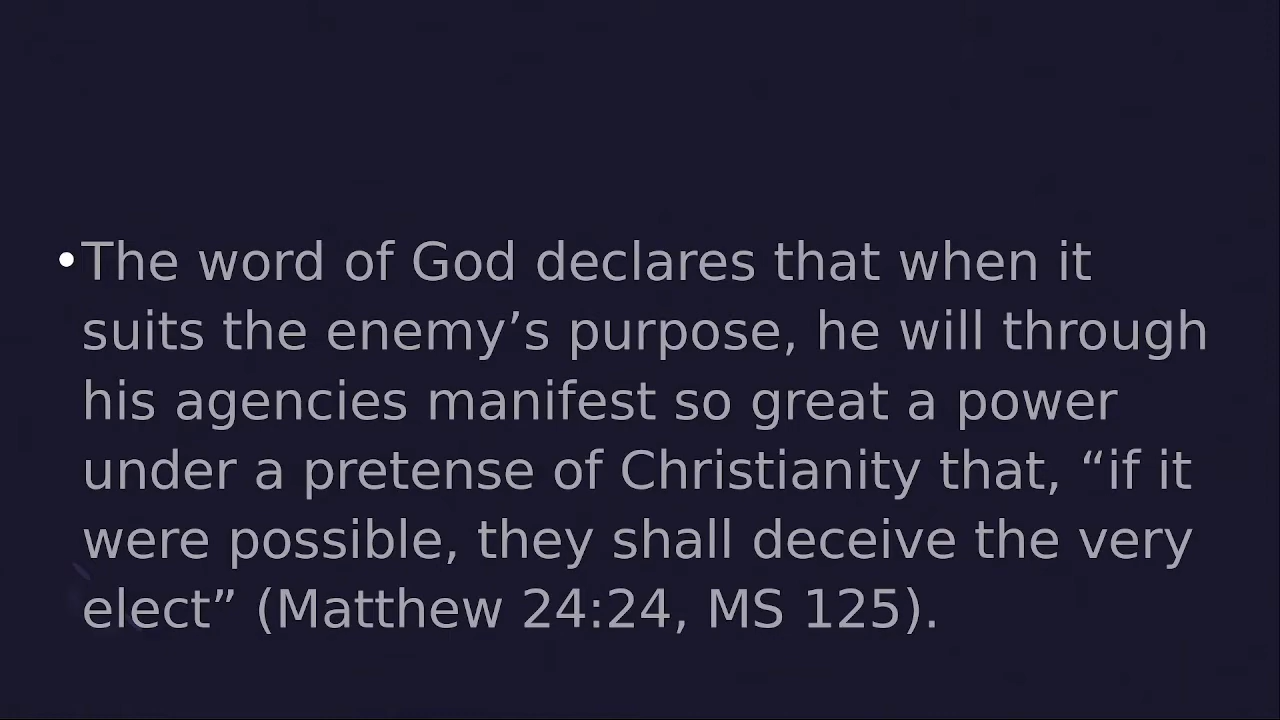 •The word of God declares that when it
suits the enemy’s purpose, he will through
his agencies manifest so great a power
under a pretense of Christianity that, “if it
were possible, they shall deceive the very
elect” (Matthew 24:24, MS 125).